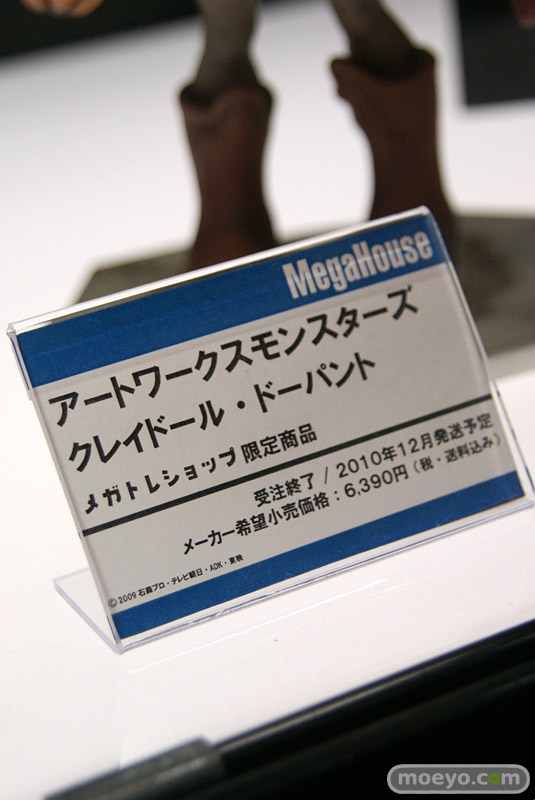 MegaHouse
アートワークスモンスターズ
クレイドール・ドーパント
メガトレショップ 限定商品
受注終了 / 2010年12月発送予定
メーカー希望小売価格：6,390円（税・送料込み）
©2009 石森プロ・テレビ朝日・ADK・東映
moeyo.com